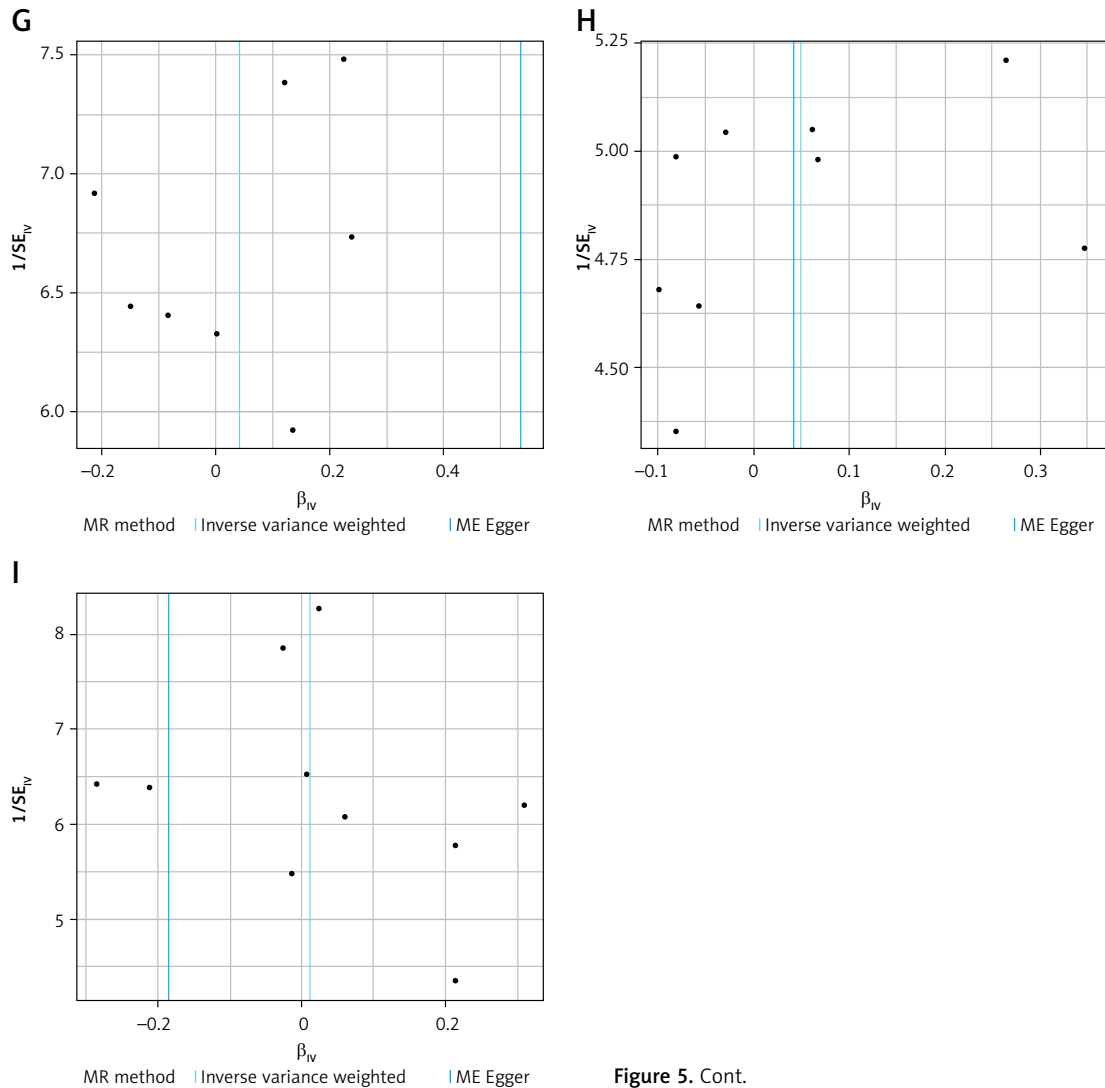 G
7.5
7.0
6.5
6.0
1/SE_IV
−0.2 0 0.2 0.4
β_IV
MR method Inverse variance weighted ME Egger
H
5.25
5.00
4.75
4.50
1/SE_IV
−0.1 0 0.1 0.2 0.3
β_IV
MR method Inverse variance weighted ME Egger
I
8
7
6
5
1/SE_IV
−0.2 0 0.2
β_IV
MR method Inverse variance weighted ME Egger
Figure 5. Cont.